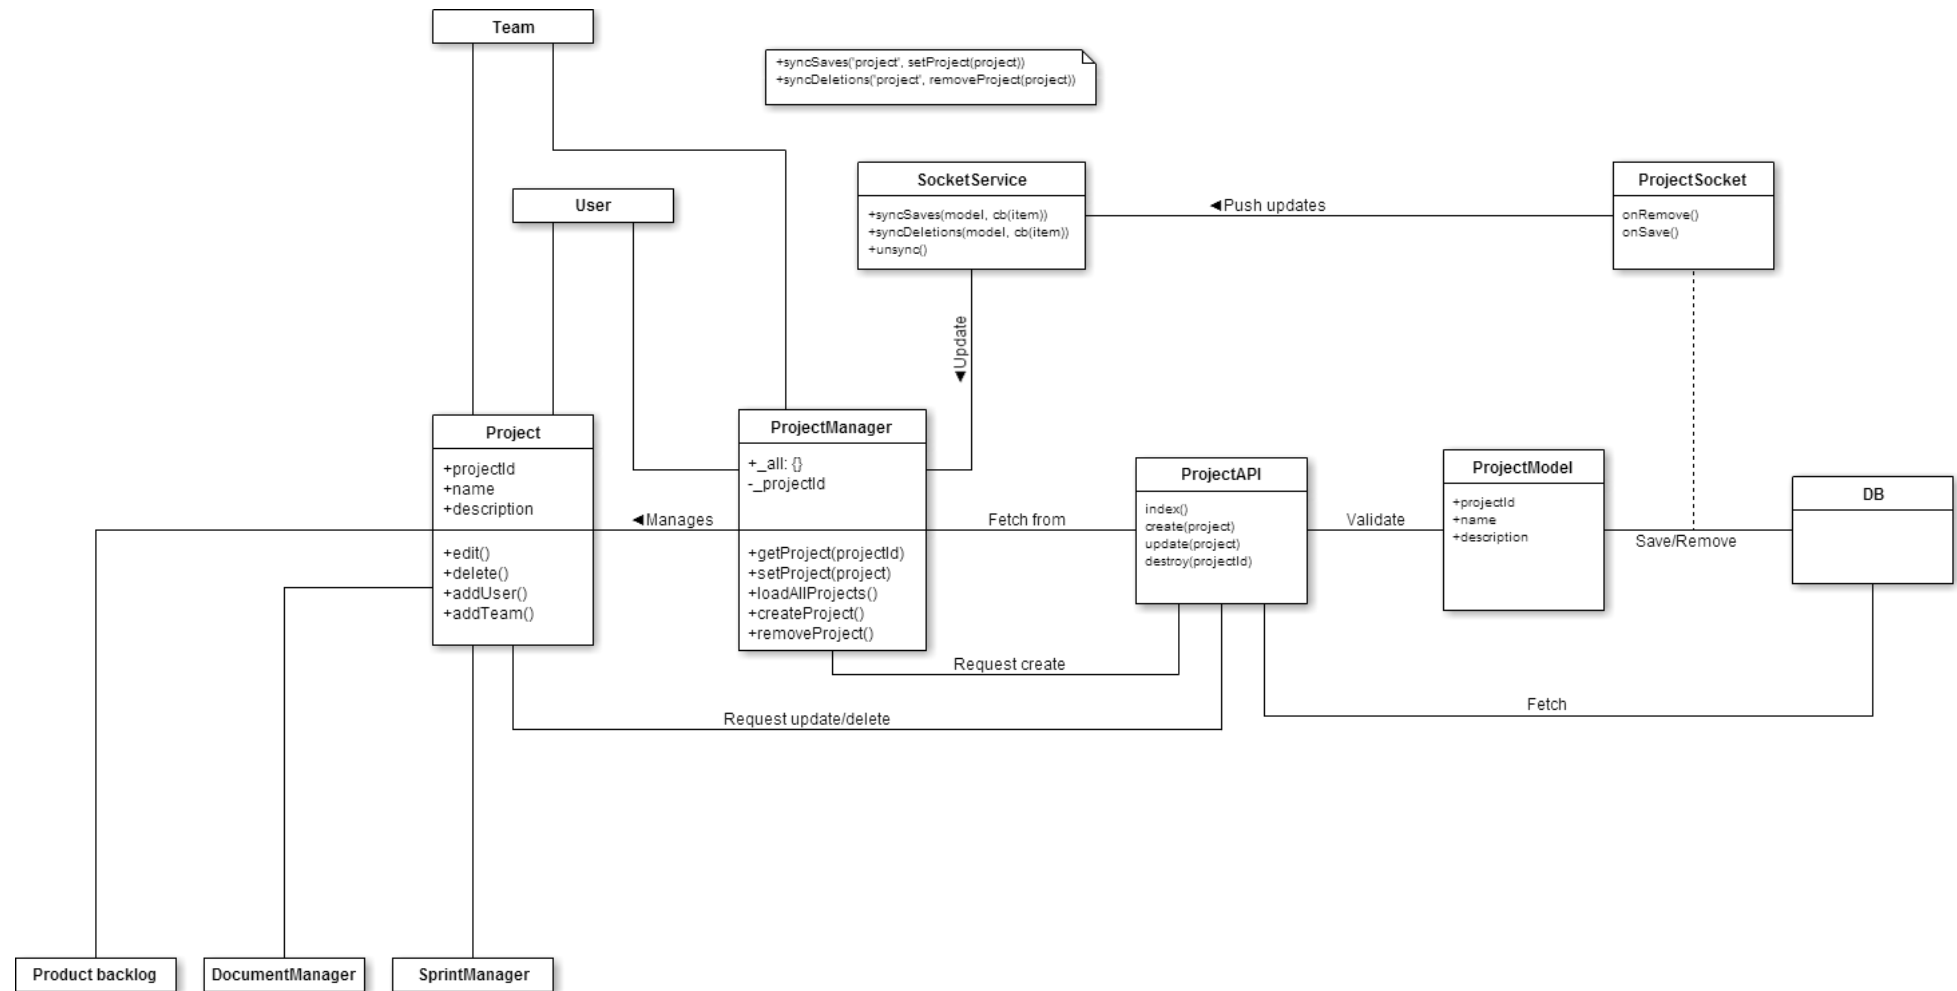 Team
+syncSaves('project', setProject(project))
+syncDeletions('project', removeProject(project))
User
SocketService
+syncSaves(model, cb(item))
+syncDeletions(model, cb(item))
+unsync()
◄Push updates
ProjectSocket
onRemove()
onSave()
◄Update
Project
+projectId
+name
+description
+edit()
+delete()
+addUser()
+addTeam()
◄Manages
ProjectManager
+_all: {}
-_projectId
+getProject(projectId)
+setProject(project)
+loadAllProjects()
+createProject()
+removeProject()
Fetch from
ProjectAPI
index()
create(project)
update(project)
destroy(projectId)
Validate
ProjectModel
+projectId
+name
+description
Save/Remove
DB
Request create
Request update/delete
Fetch
Product backlog
DocumentManager
SprintManager